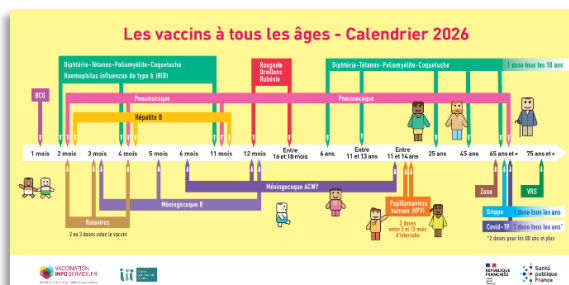 Les vaccins à tous les âges - Calendrier 2026
Diphtérie-Tétanos-Poliomyélite-Coqueluche
Haemophilus influenzae de type b (HIB)
Rougeole
Oreillons
Rubéole
Diphtérie-Tétanos-Poliomyélite-Coqueluche
1 dose tous les 10 ans
BCG
Pneumocoque
Pneumocoque
Hépatite B
1 mois
2 mois
3 mois
4 mois
5 mois
6 mois
11 mois
12 mois
Entre
16 et 18 mois
6 ans
Entre
11 et 13 ans
Entre
11 et 14 ans
25 ans
45 ans
65 ans et +
75 ans et +
Méningocoque ACWY
Méningocoque B
Rotavirus
2 ou 3 doses selon le vaccin
Papillomavirus
humain (HPV)
2 doses
entre 5 et 13 mois
d'intervalle
Zona
VRS
Grippe
1 dose tous les ans
Covid-19
1 dose tous les ans*
*2 doses pour les 80 ans et plus
VACCINATION
INFO SERVICE.FR
RÉPUBLIQUE
FRANÇAISE
Santé
publique
France